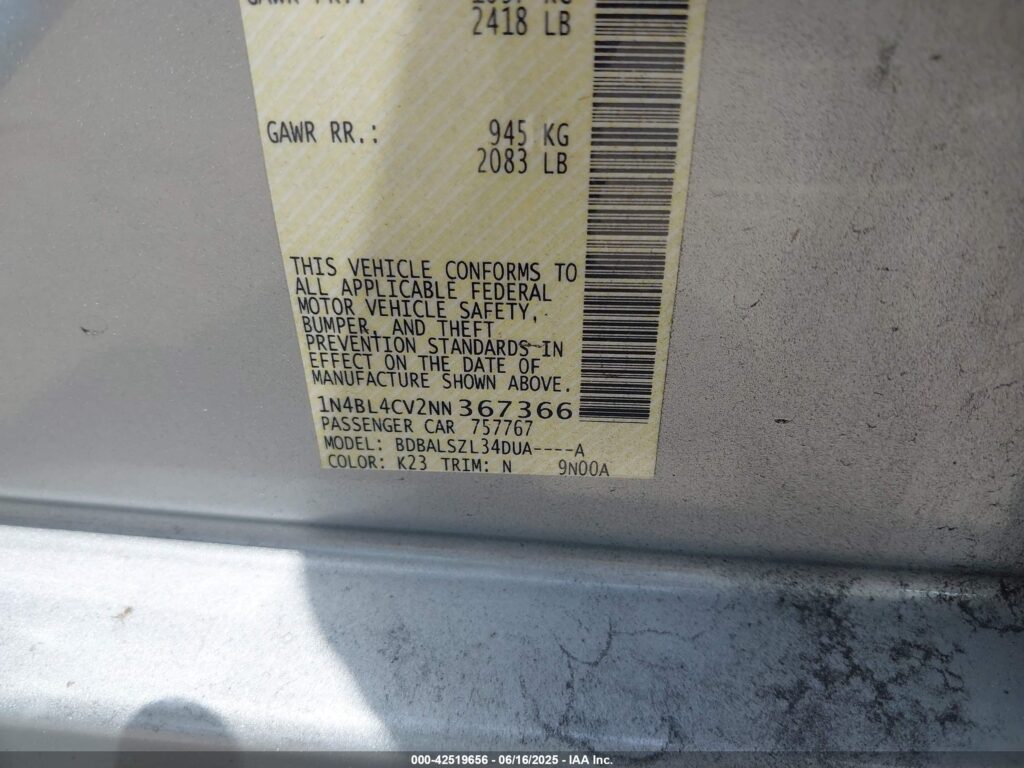 2418 LB
GAWR RR.: 945 KG
2083 LB
THIS VEHICLE CONFORMS TO
ALL APPLICABLE FEDERAL
MOTOR VEHICLE SAFETY,
BUMPER, AND THEFT
PREVENTION STANDARDS IN
EFFECT ON THE DATE OF
MANUFACTURE SHOWN ABOVE.
1N4BL4CV2NN367366
PASSENGER CAR 757767
MODEL: BDBALSZL34DUA----A
COLOR: K23 TRIM: N 9N00A
000-42519656 - 06/16/2025 - IAA Inc.